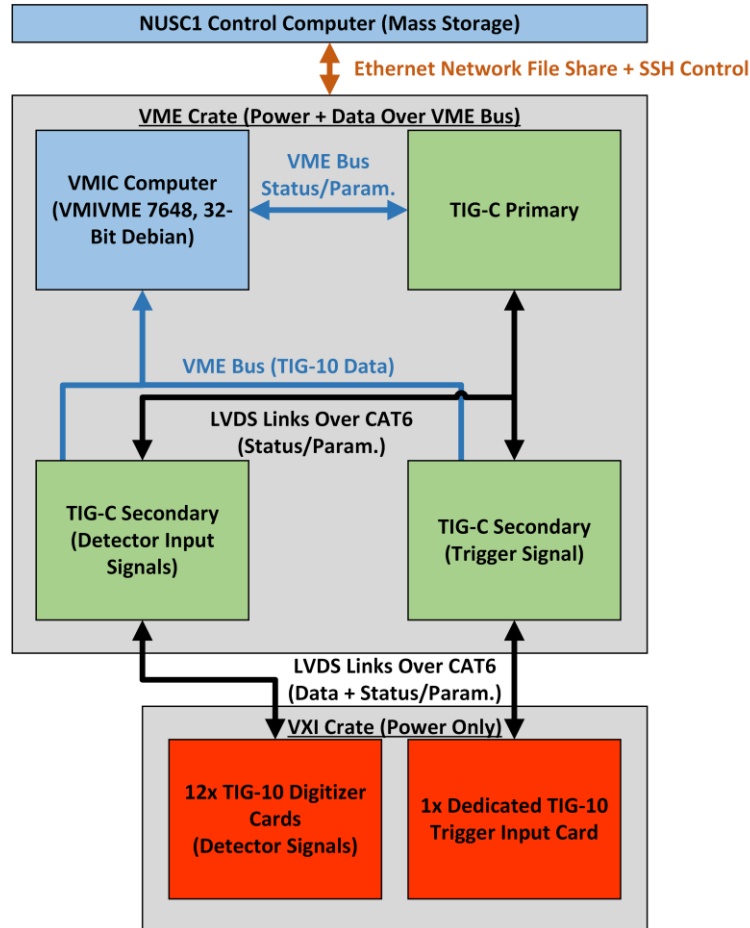 NUSC1 Control Computer (Mass Storage)
Ethernet Network File Share + SSH Control
VME Crate (Power + Data Over VME Bus)
VMIC Computer
(VMIVME 7648, 32-
Bit Debian)
VME Bus
Status/Param.
TIG-C Primary
VME Bus (TIG-10 Data)
LVDS Links Over CAT6
(Status/Param.)
TIG-C Secondary
(Detector Input
Signals)
TIG-C Secondary
(Trigger Signal)
LVDS Links Over CAT6
(Data + Status/Param.)
VXI Crate (Power Only)
12x TIG-10 Digitizer
Cards
(Detector Signals)
1x Dedicated TIG-10
Trigger Input Card